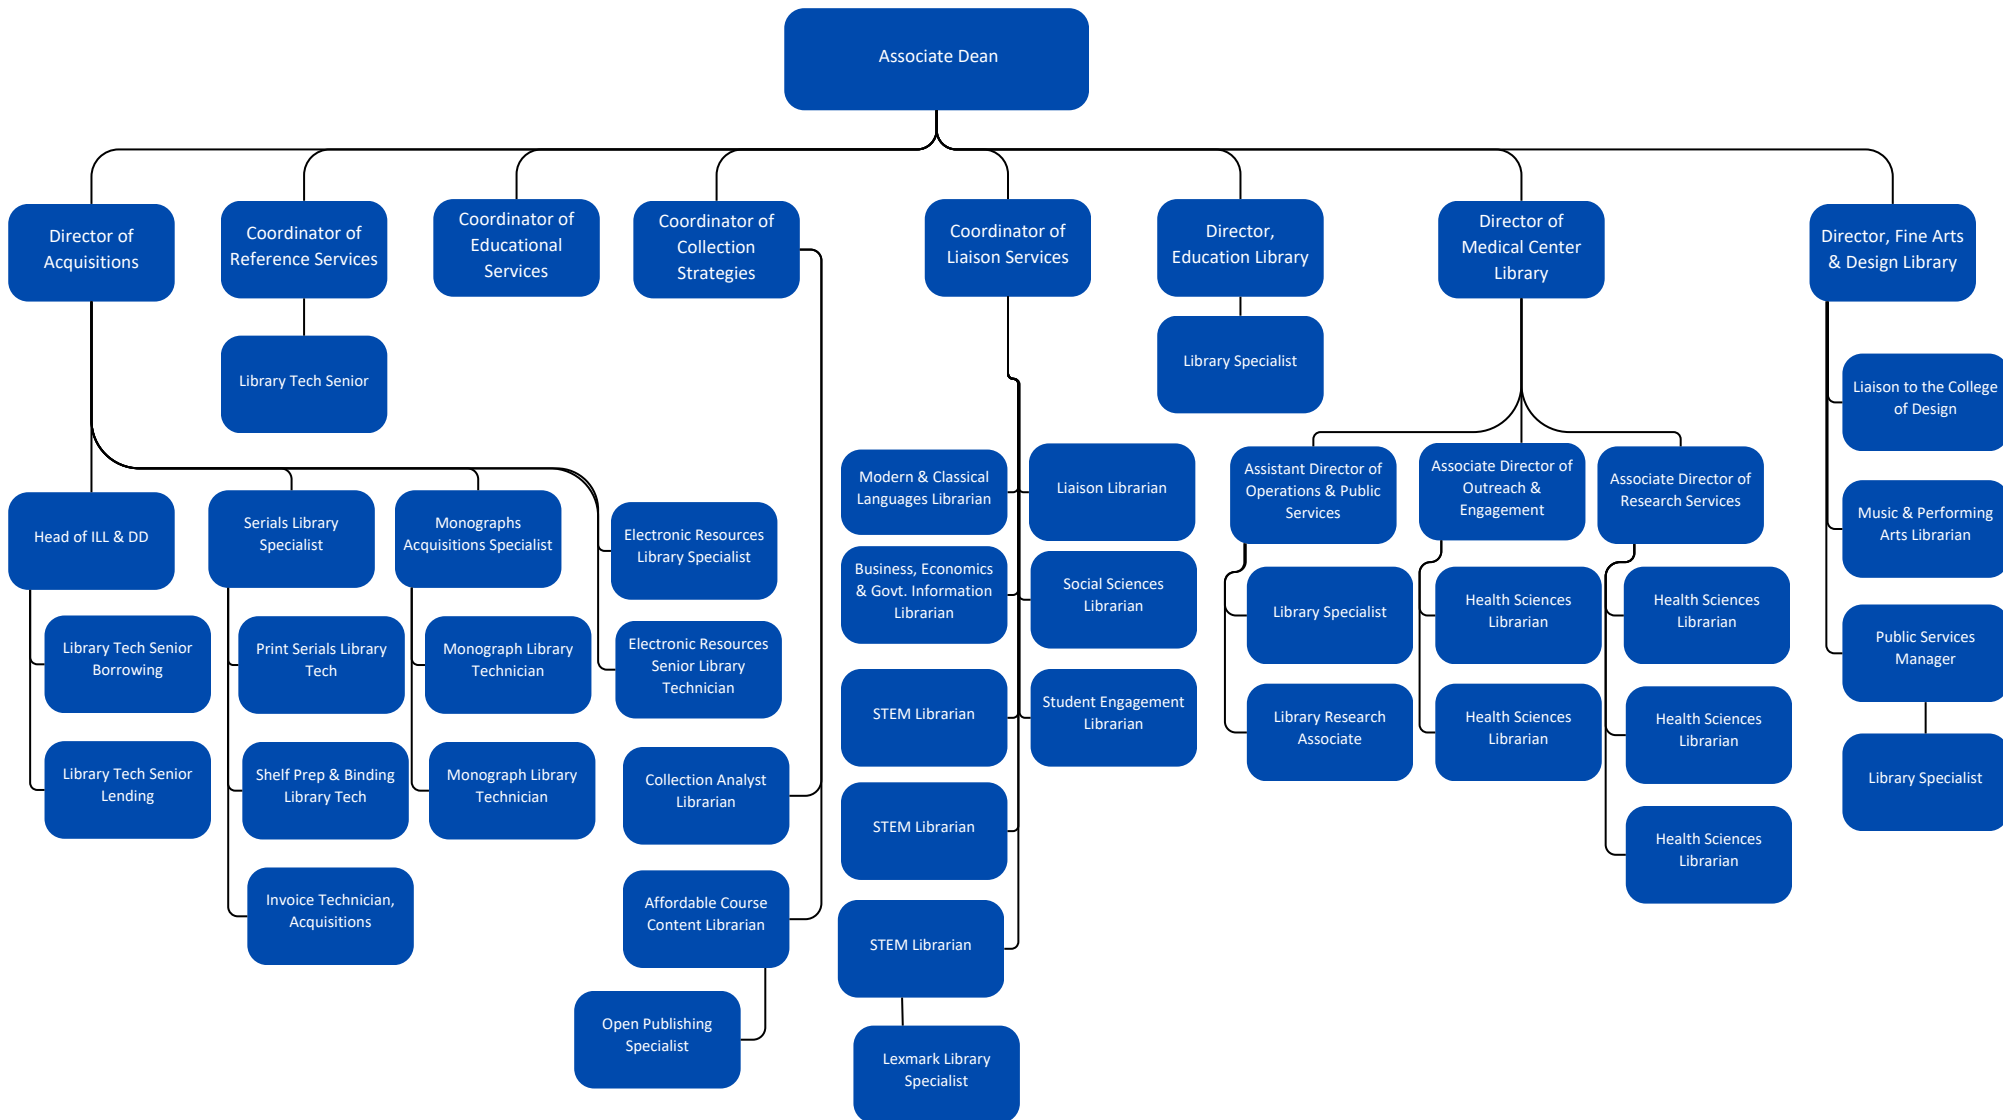 Associate Dean
Director of
Acquisitions
Coordinator of
Reference Services
Coordinator of
Educational
Services
Coordinator of
Collection
Strategies
Coordinator of
Liaison Services
Director,
Education Library
Director of
Medical Center
Library
Director, Fine Arts
& Design Library
Library Tech Senior
Library Specialist
Liaison to the College
of Design
Head of ILL & DD
Serials Library
Specialist
Monographs
Acquisitions Specialist
Electronic Resources
Library Specialist
Modern & Classical
Languages Librarian
Liaison Librarian
Assistant Director of
Operations & Public
Services
Associate Director of
Outreach &
Engagement
Associate Director of
Research Services
Music & Performing
Arts Librarian
Business, Economics
& Govt. Information
Librarian
Social Sciences
Librarian
Library Specialist
Health Sciences
Librarian
Health Sciences
Librarian
Library Tech Senior
Borrowing
Print Serials Library
Tech
Monograph Library
Technician
Electronic Resources
Senior Library
Technician
Public Services
Manager
STEM Librarian
Student Engagement
Librarian
Library Research
Associate
Health Sciences
Librarian
Health Sciences
Librarian
Library Tech Senior
Lending
Shelf Prep & Binding
Library Tech
Monograph Library
Technician
Collection Analyst
Librarian
Library Specialist
STEM Librarian
Health Sciences
Librarian
Invoice Technician,
Acquisitions
Affordable Course
Content Librarian
STEM Librarian
Open Publishing
Specialist
Lexmark Library
Specialist